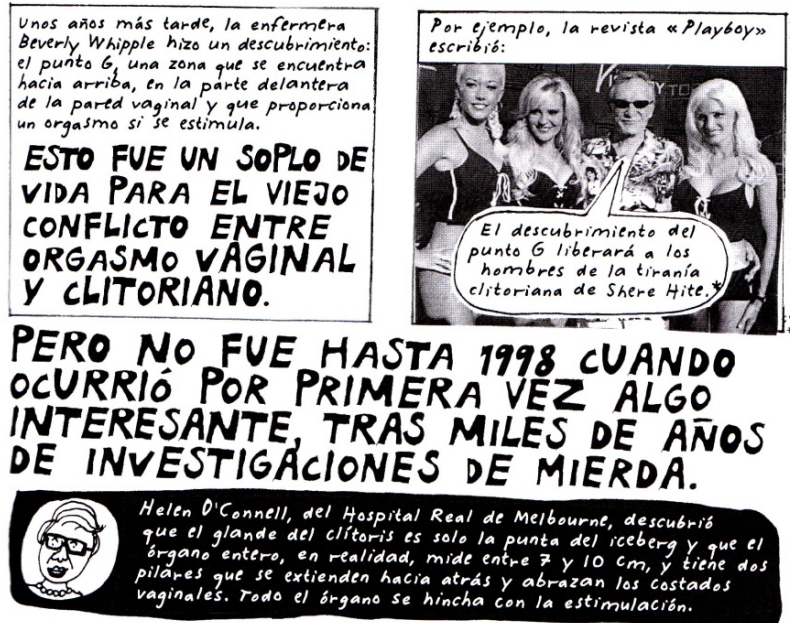 Unos años más tarde, la enfermera
Beverly Whipple hizo un descubrimiento:
el punto G, una zona que se encuentra
hacia arriba, en la parte delantera
de la pared vaginal y que proporciona
un orgasmo si se estimula.
ESTO FUE UN SOPLO DE
VIDA PARA EL VIEJO
CONFLICTO ENTRE
ORGASMO VAGINAL
Y CLITORIANO.
Por ejemplo, la revista «Playboy»
escribió:
El descubrimiento del
punto G liberará a los
hombres de la tiranía
clitoriana de Shere Hite.*
PERO NO FUE HASTA 1998 CUANDO
OCURRIÓ POR PRIMERA VEZ ALGO
INTERESANTE, TRAS MILES DE AÑOS
DE INVESTIGACIONES DE MIERDA.
Helen O'Connell, del Hospital Real de Melbourne, descubrió
que el glande del clítoris es solo la punta del iceberg y que el
órgano entero, en realidad, mide entre 7 y 10 cm, y tiene dos
pilares que se extienden hacia atrás y abrazan los costados
vaginales. Todo el órgano se hincha con la estimulación.